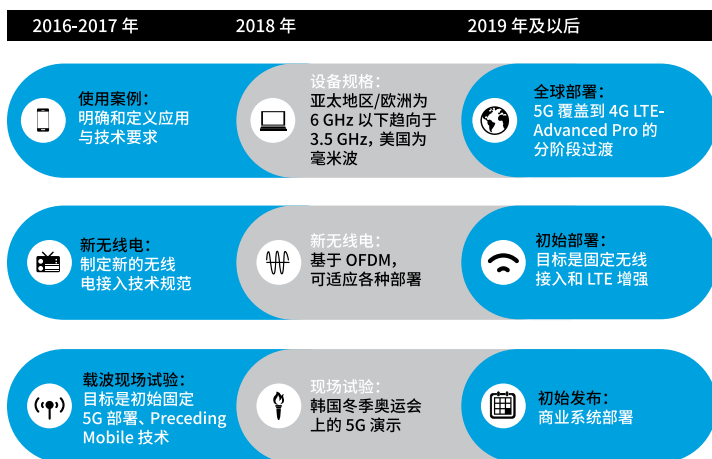 2016-2017 年
2018 年
2019 年及以后
使用案例：
明确和定义应用
与技术要求
设备规格：
亚太地区/欧洲为
6 GHz 以下趋向于
3.5 GHz，美国为
毫米波
全球部署：
5G 覆盖到 4G LTE-
Advanced Pro 的
分阶段过渡
新无线电：
制定新的无线
电接入技术规范
新无线电：
基于 OFDM，
可适应各种部署
初始部署：
目标是固定无线
接入和 LTE 增强
载波现场试验：
目标是初始固定
5G 部署、Preceding
Mobile 技术
现场试验：
韩国冬季奥运会
上的 5G 演示
初始发布：
商业系统部署